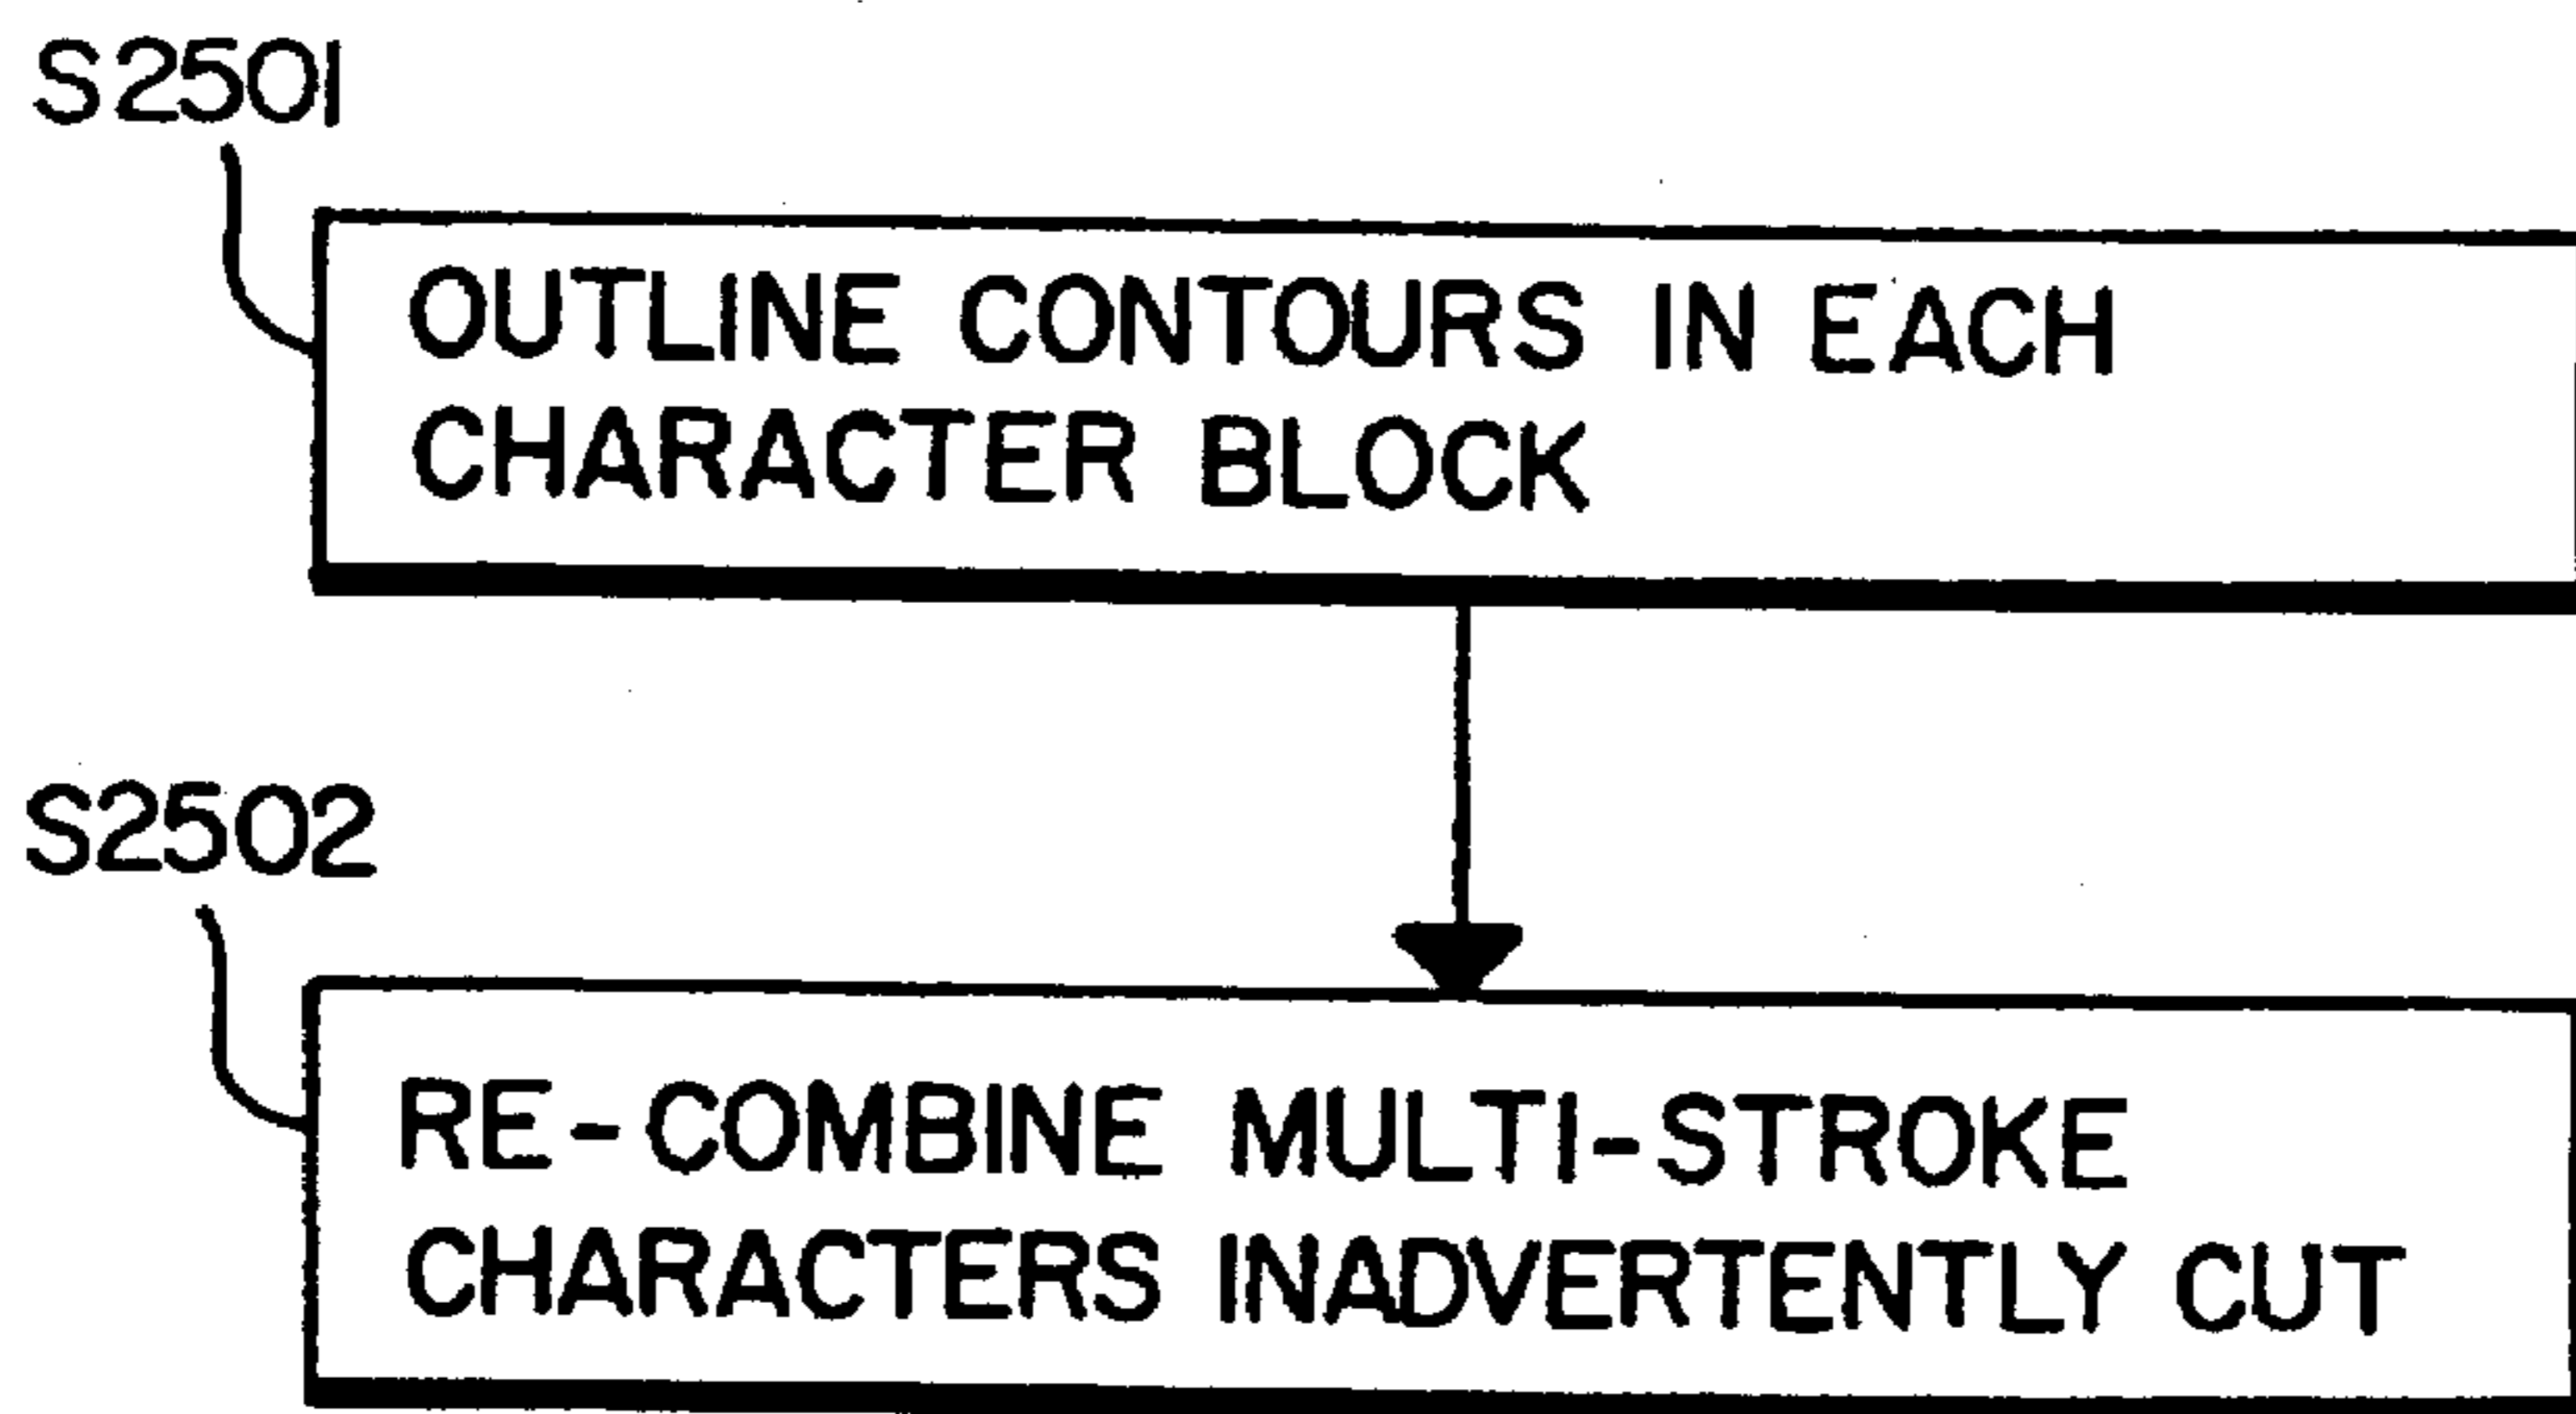 S2501
OUTLINE CONTOURS IN EACH
CHARACTER BLOCK
S2502
RE-COMBINE MULTI-STROKE
CHARACTERS INADVERTENTLY CUT